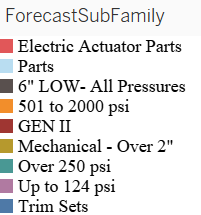 ForecastSubFamily
Electric Actuator Parts
Parts
6" LOW- All Pressures
501 to 2000 psi
GEN II
Mechanical - Over 2"
Over 250 psi
Up to 124 psi
Trim Sets